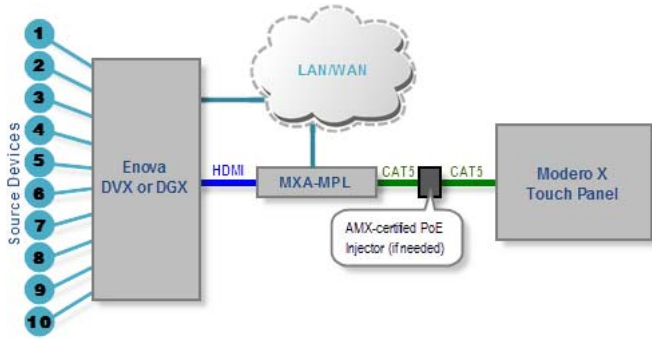 1
2
3
4
5
6
7
8
9
10
Source Devices
Enova
DVX or DGX
LAN/WAN
HDMI
MXA-MPL
CAT5
CAT5
AMX-certified PoE
Injector (if needed)
Modero X
Touch Panel